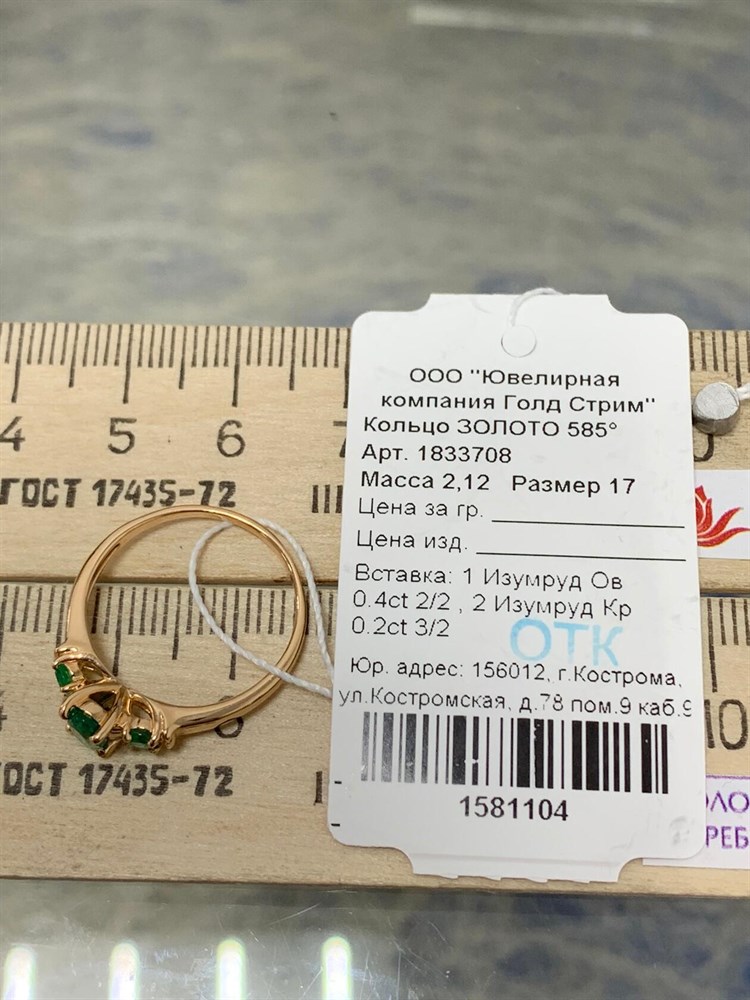 ООО "Ювелирная
компания Голд Стрим"
Кольцо ЗОЛОТО 585°
Арт. 1833708
Масса 2,12 Размер 17
Цена за гр.
Цена изд.
Вставка: 1 Изумруд Ов
0.4ct 2/2 , 2 Изумруд Кр
0.2ct 3/2
ОТК
Юр. адрес: 156012, г.Кострома,
ул.Костромская, д.78 пом.9 каб.9
1581104
4 5 6
ГОСТ 17435-72
10
ГОСТ 17435-72